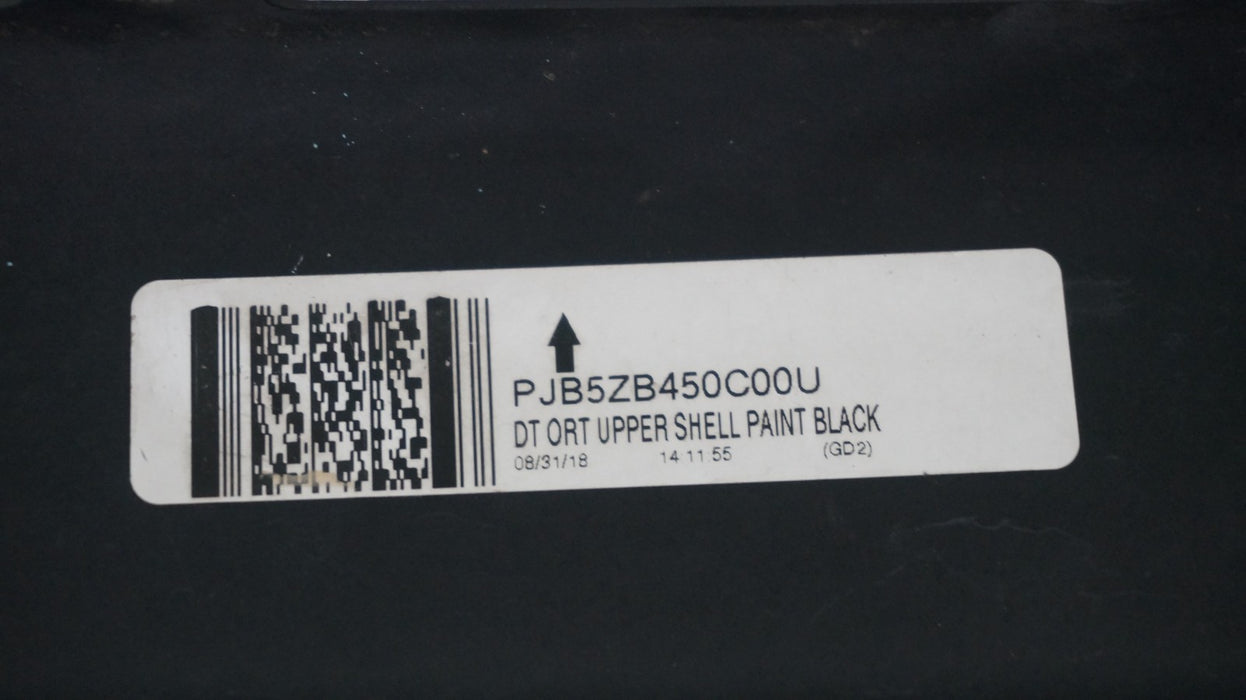 PJB5ZB450C00U
DT ORT UPPER SHELL PAINT BLACK
08/31/18 14:11:55 (GD2)